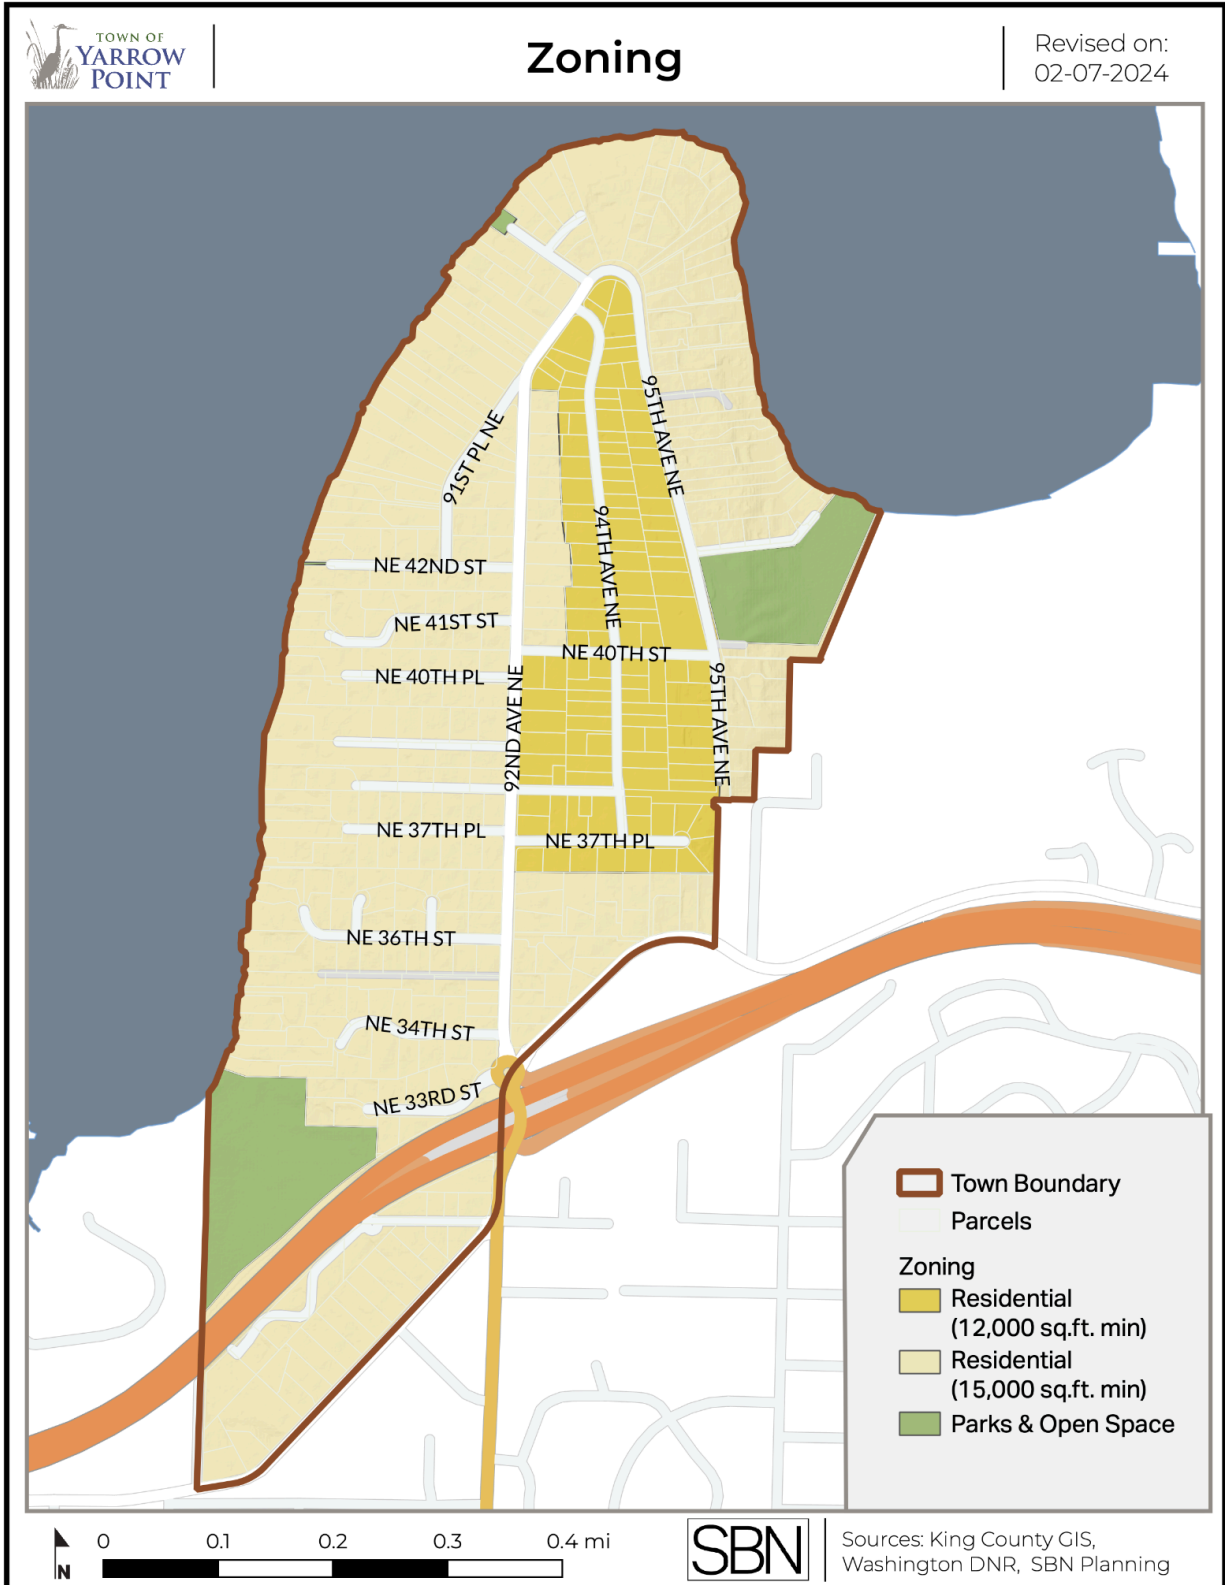 TOWN OF
YARROW
POINT
Zoning
Revised on:
02-07-2024
91ST PL NE
95TH AVE NE
94TH AVE NE
NE 42ND ST
NE 41ST ST
NE 40TH ST
NE 40TH PL
92ND AVE NE
95TH AVE NE
NE 37TH PL
NE 37TH PL
NE 36TH ST
NE 34TH ST
NE 33RD ST
Town Boundary
Parcels
Zoning
Residential
(12,000 sq.ft. min)
Residential
(15,000 sq.ft. min)
Parks & Open Space
N
0 0.1 0.2 0.3 0.4 mi
SBN
Sources: King County GIS,
Washington DNR, SBN Planning